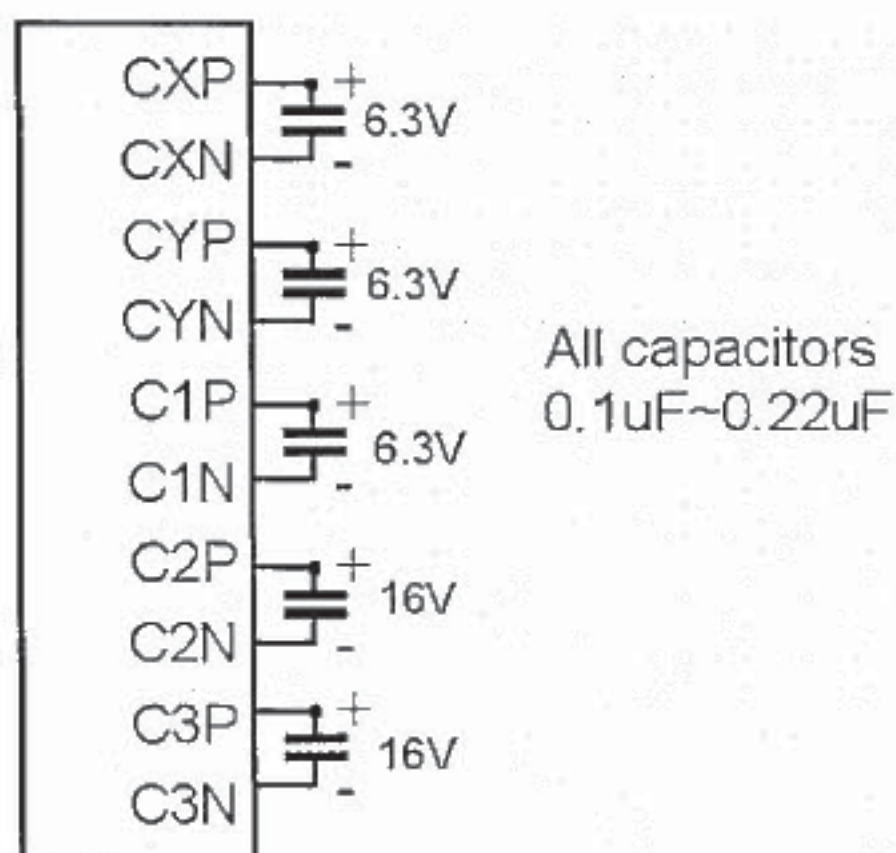 CXP
+
6.3V
CXN
-
CYP
+
6.3V
CYN
-
C1P
+
6.3V
C1N
-
C2P
+
16V
C2N
-
C3P
+
16V
C3N
-
All capacitors
0.1uF~0.22uF